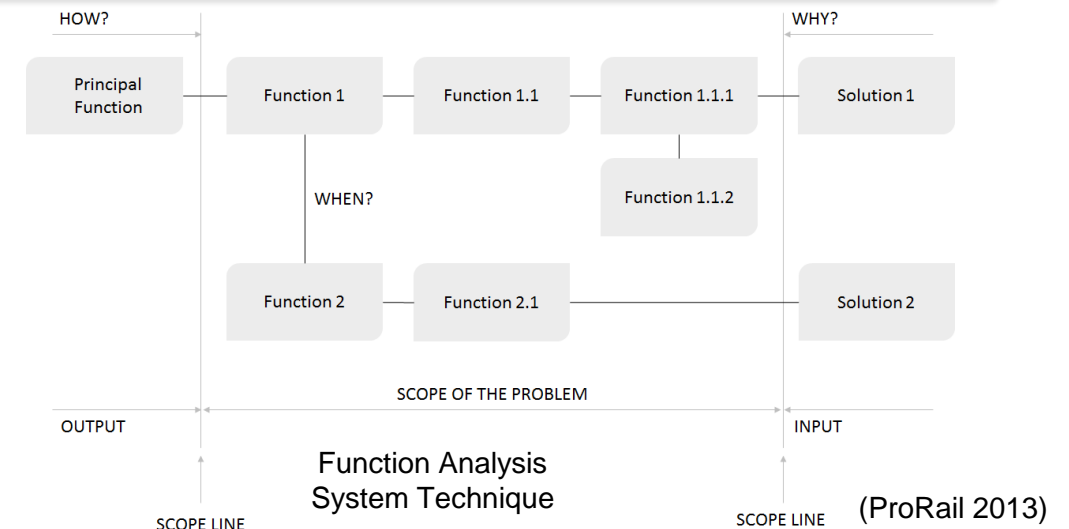 HOW?
WHY?
Principal
Function
Function 1
Function 1.1
Function 1.1.1
Solution 1
WHEN?
Function 1.1.2
Function 2
Function 2.1
Solution 2
SCOPE OF THE PROBLEM
OUTPUT
INPUT
Function Analysis
System Technique
(ProRail 2013)
SCOPE LINE
SCOPE LINE